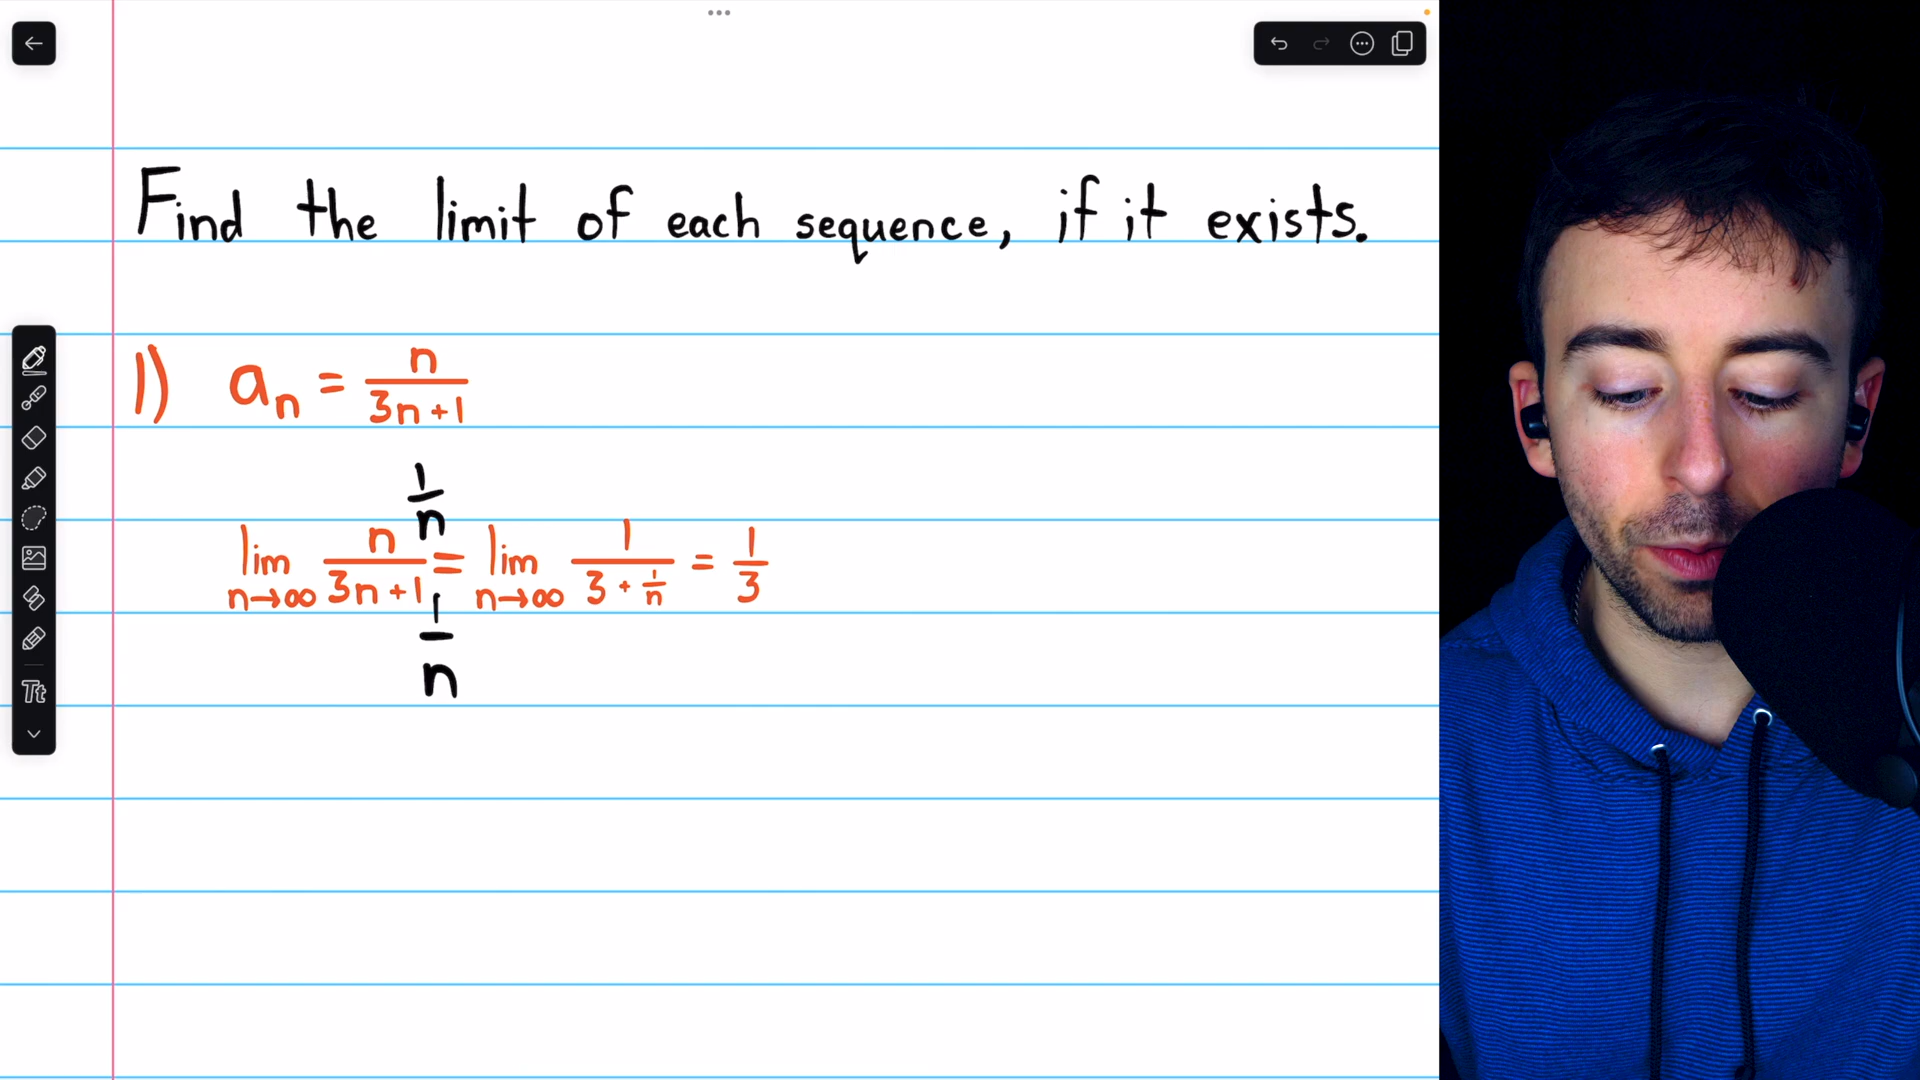 Find the limit of each sequence, if it exists.
1) aₙ = n/(3n+1)
1/n
lim n→∞ n/(3n+1) = lim n→∞ 1/(3 + 1/n) = 1/3
1/n
Tt